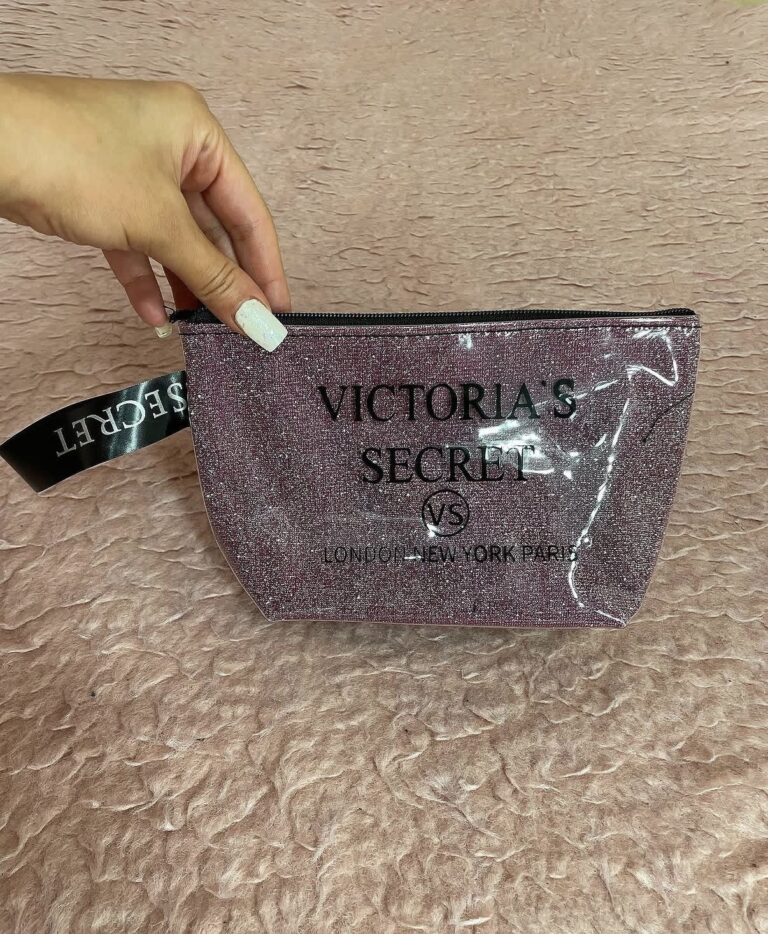 VICTORIA'S
SECRET
VS
LONDON NEW YORK PARIS
SECRET